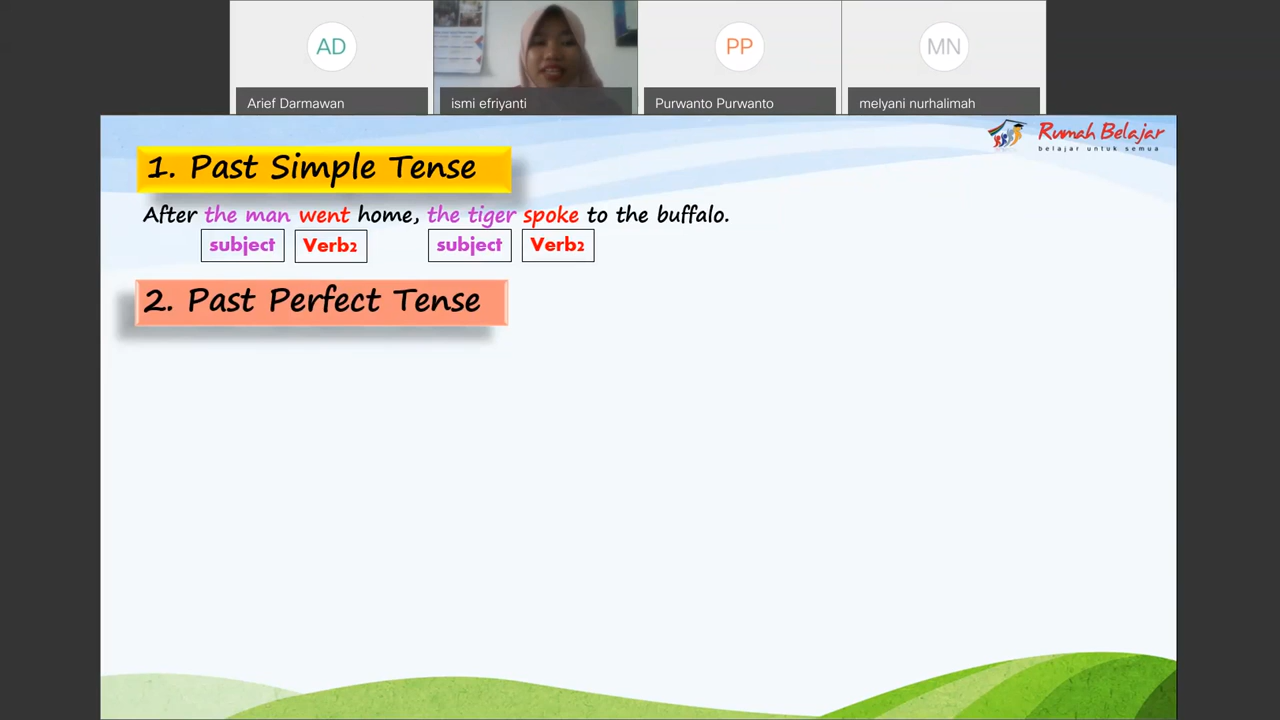 AD
PP
MN
Arief Darmawan
ismi efriyanti
Purwanto Purwanto
melyani nurhalimah
Rumah Belajar
belajar untuk semua
1. Past Simple Tense
After the man went home, the tiger spoke to the buffalo.
subject Verb2 subject Verb2
2. Past Perfect Tense